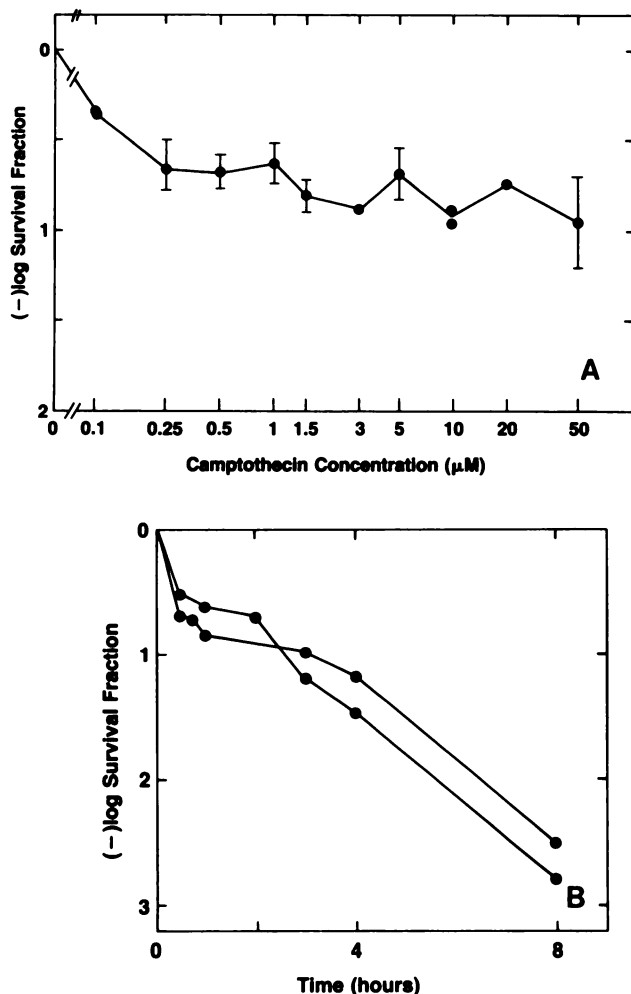 0
1
2
(−)log Survival Fraction
A
0 0.1 0.25 0.5 1 1.5 3 5 10 20 50
Camptothecin Concentration (μM)
0
1
2
3
(−)log Survival Fraction
B
0 4 8
Time (hours)